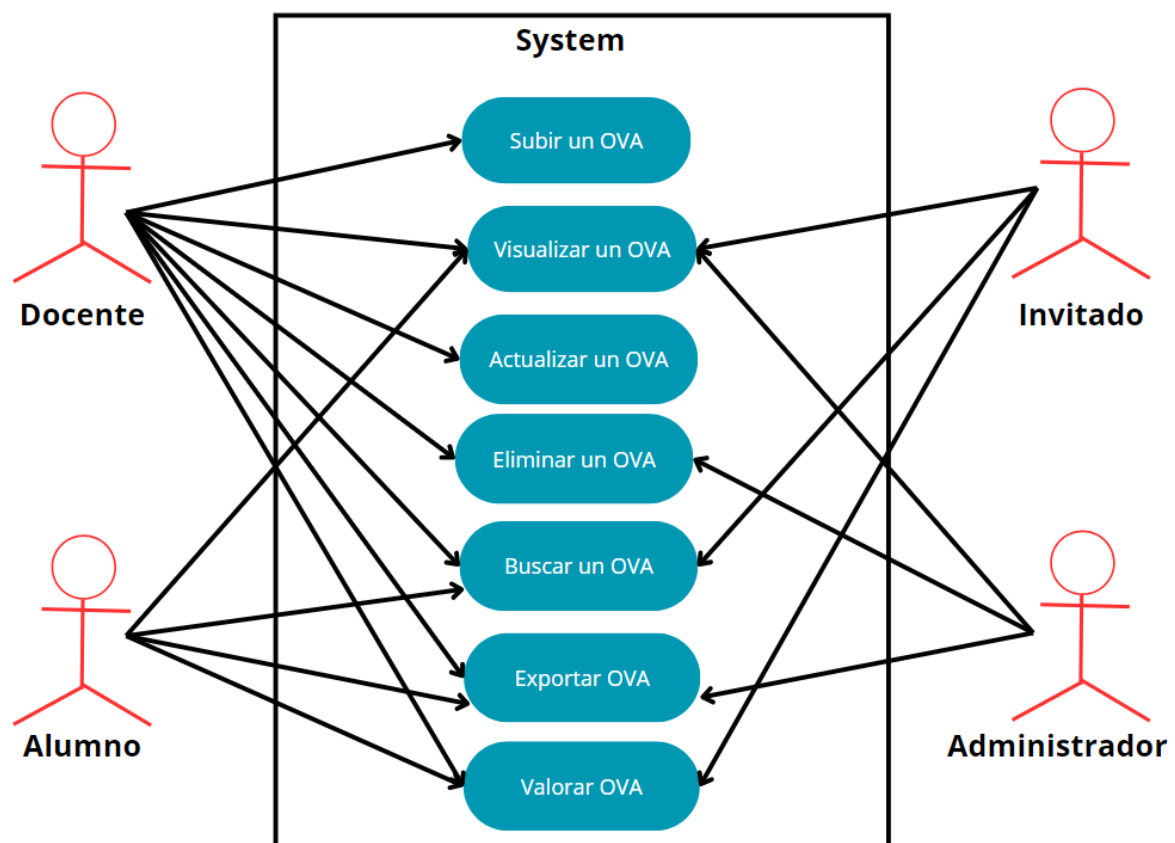 System
Subir un OVA
Visualizar un OVA
Docente
Invitado
Actualizar un OVA
Eliminar un OVA
Buscar un OVA
Exportar OVA
Alumno
Administrador
Valorar OVA